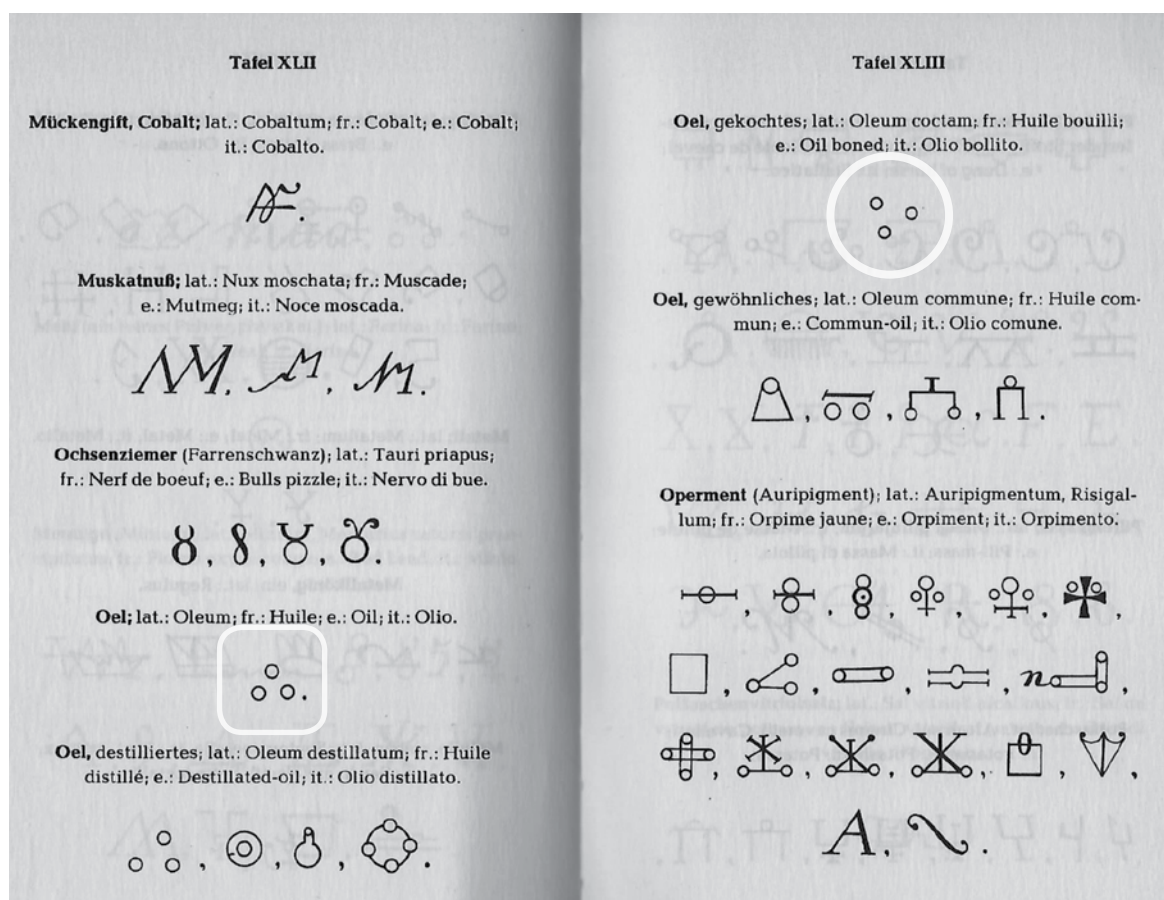 Tafel XLII
Mückengift, Cobalt; lat.: Cobaltum; fr.: Cobalt; e.: Cobalt;
it.: Cobalto.
Muskatnuß; lat.: Nux moschata; fr.: Muscade;
e.: Mutmeg; it.: Noce moscada.
Ochsenziemer (Farrenschwanz); lat.: Tauri priapus;
fr.: Nerf de boeuf; e.: Bulls pizzle; it.: Nervo di bue.
Oel; lat.: Oleum; fr.: Huile; e.: Oil; it.: Olio.
Oel, destilliertes; lat.: Oleum destillatum; fr.: Huile
distillé; e.: Destillated-oil; it.: Olio distillato.
Tafel XLIII
Oel, gekochtes; lat.: Oleum coctam; fr.: Huile bouilli;
e.: Oil boned; it.: Olio bollito.
Oel, gewöhnliches; lat.: Oleum commune; fr.: Huile com-
mun; e.: Commun-oil; it.: Olio comune.
Operment (Auripigment); lat.: Auripigmentum, Risigal-
lum; fr.: Orpime jaune; e.: Orpiment; it.: Orpimento.